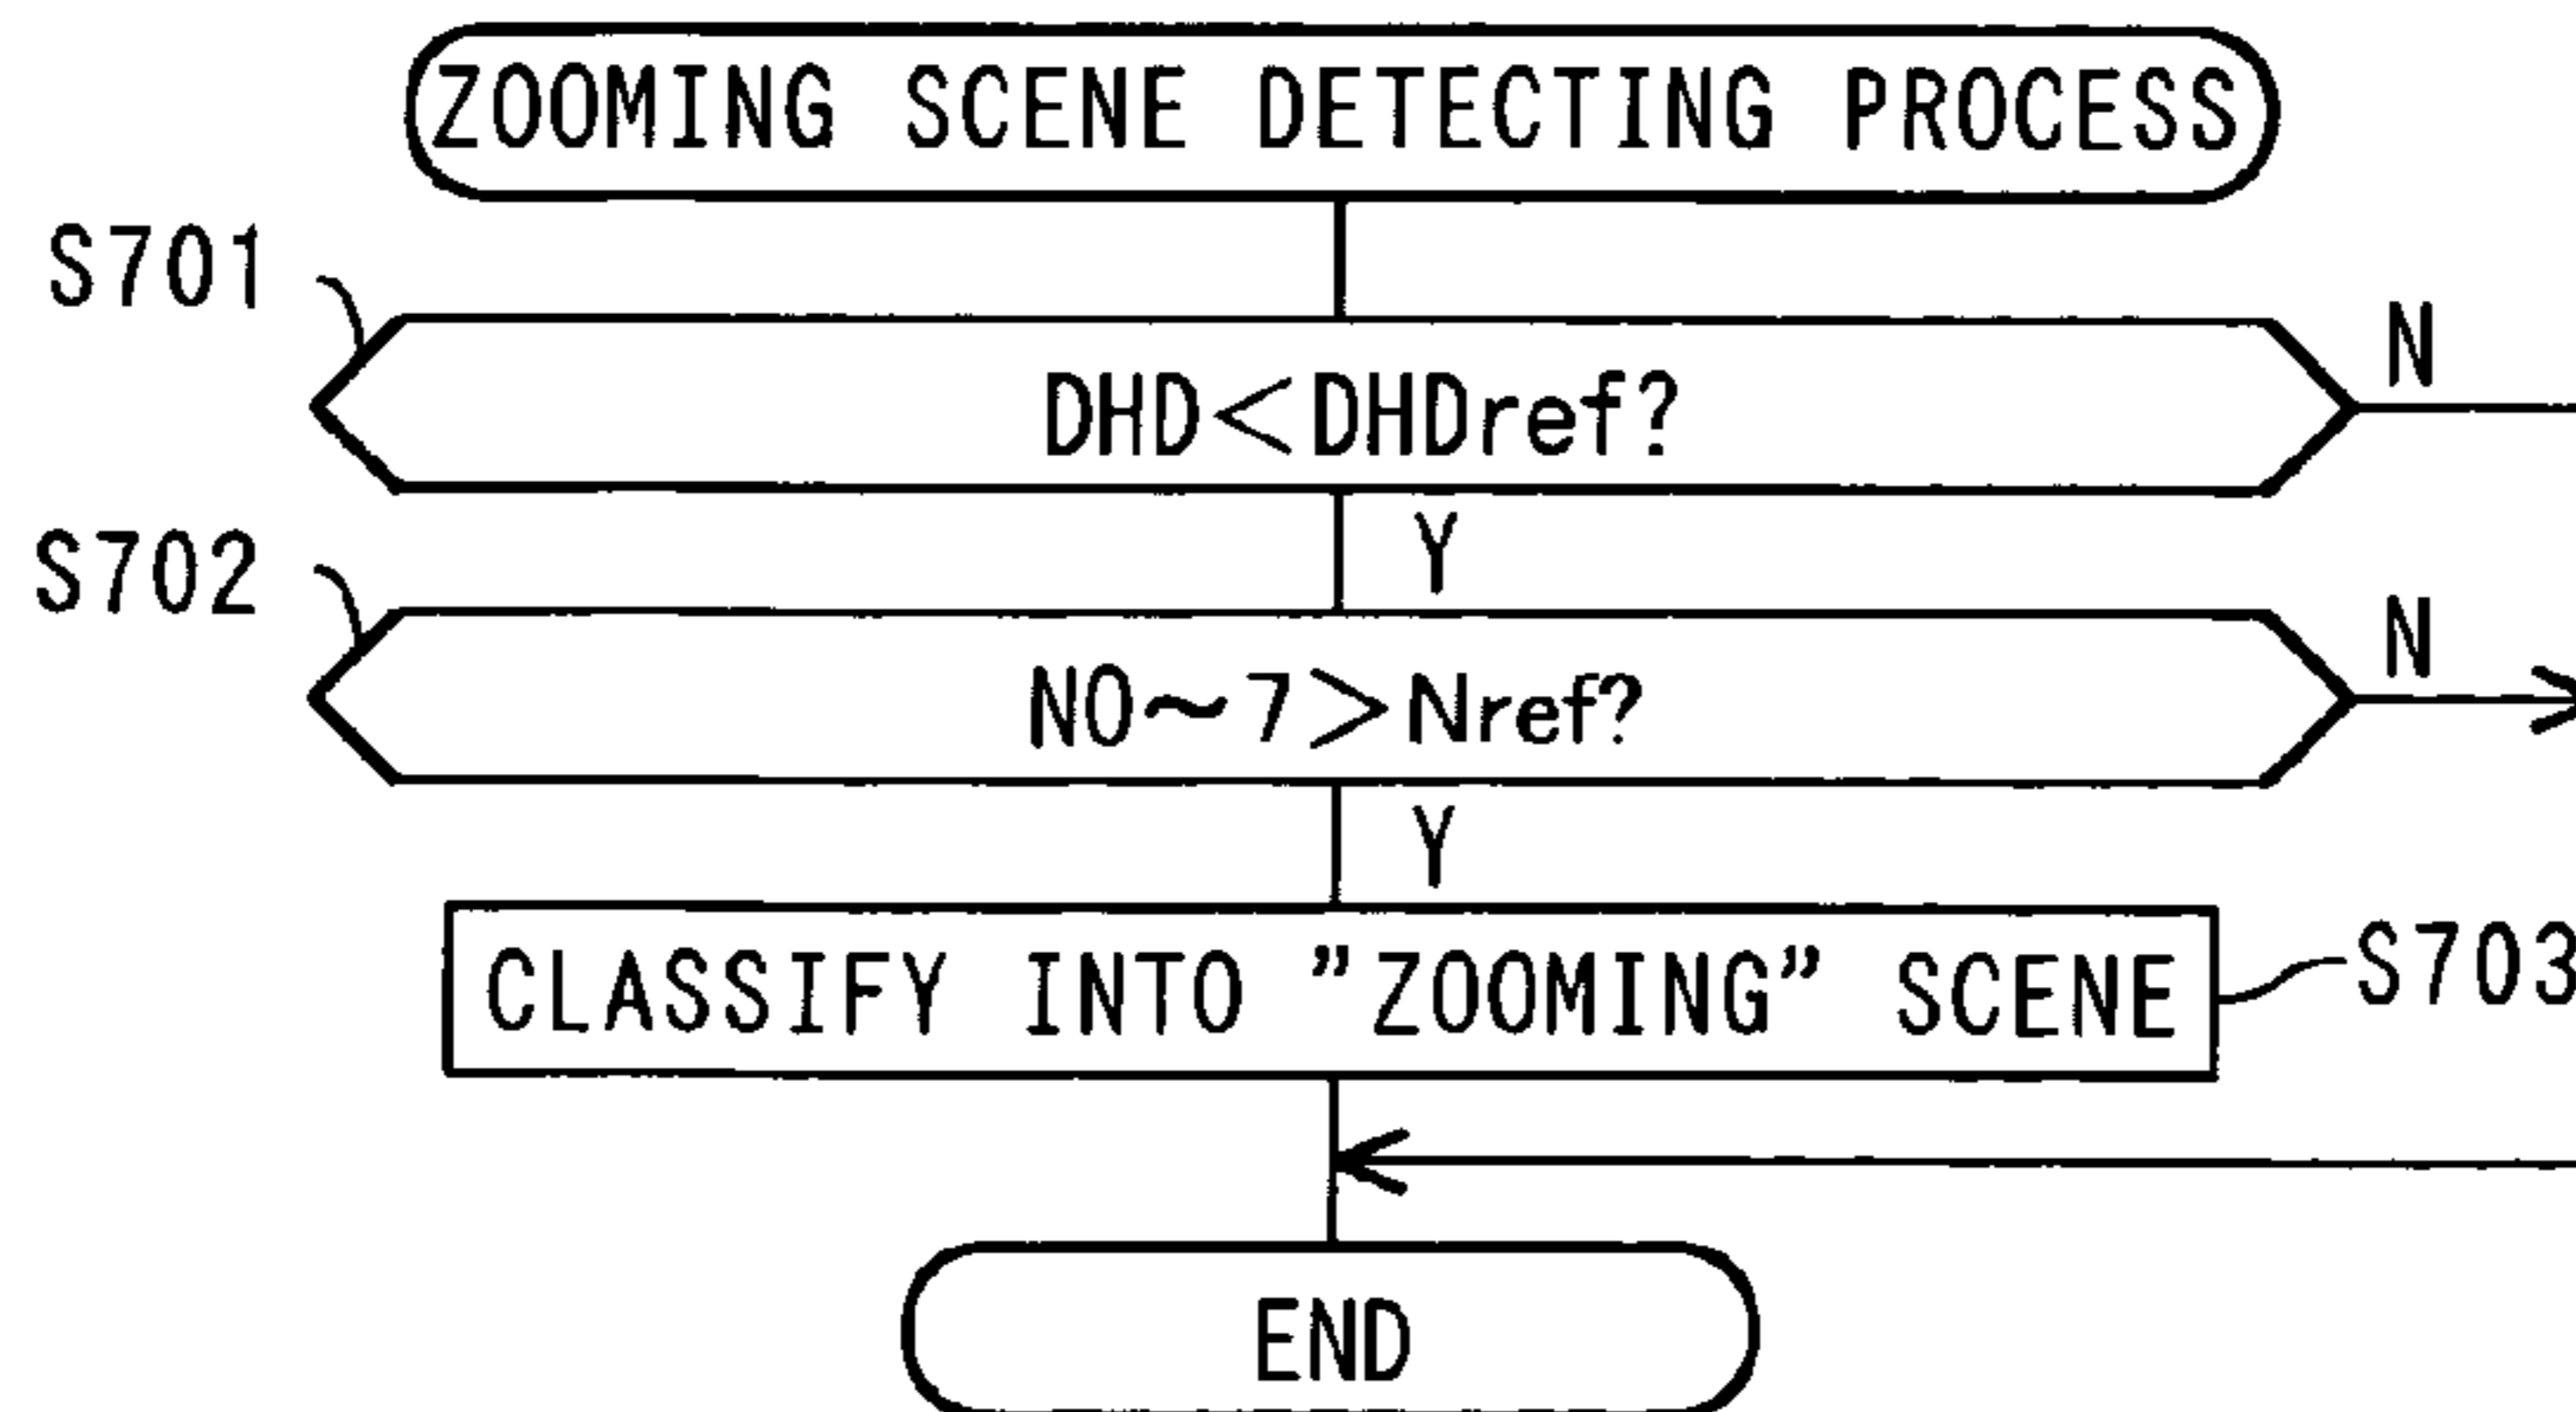 ZOOMING SCENE DETECTING PROCESS
S701
DHD<DHDref?
N
Y
S702
N0~7>Nref?
N
Y
CLASSIFY INTO ”ZOOMING” SCENE
S703
END